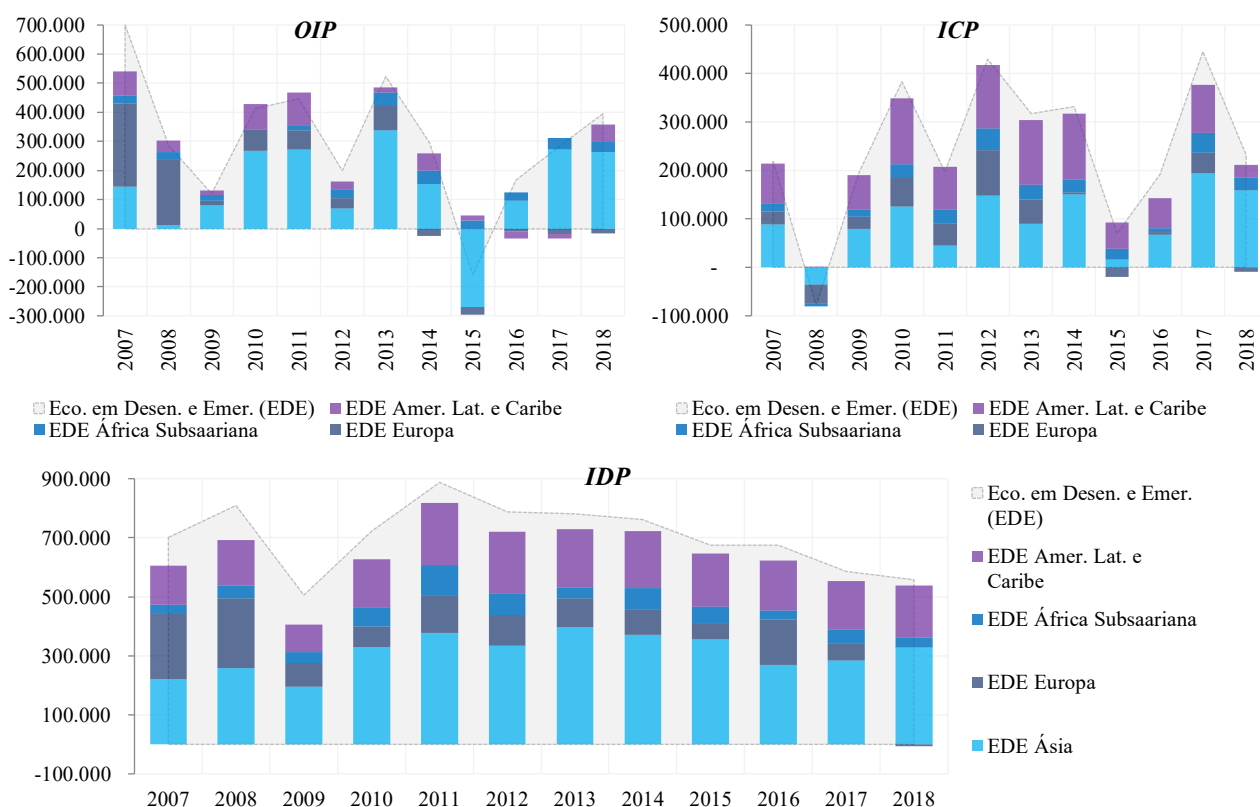 OIP
700.000
600.000
500.000
400.000
300.000
200.000
100.000
0
-100.000
-200.000
-300.000
2007
2008
2009
2010
2011
2012
2013
2014
2015
2016
2017
2018
Eco. em Desen. e Emer. (EDE)
EDE Amer. Lat. e Caribe
EDE África Subsaariana
EDE Europa
ICP
500.000
400.000
300.000
200.000
100.000
-
-100.000
2007
2008
2009
2010
2011
2012
2013
2014
2015
2016
2017
2018
Eco. em Desen. e Emer. (EDE)
EDE Amer. Lat. e Caribe
EDE África Subsaariana
EDE Europa
IDP
900.000
700.000
500.000
300.000
100.000
-100.000
2007 2008 2009 2010 2011 2012 2013 2014 2015 2016 2017 2018
Eco. em Desen. e Emer.
(EDE)
EDE Amer. Lat. e
Caribe
EDE África Subsaariana
EDE Europa
EDE Ásia